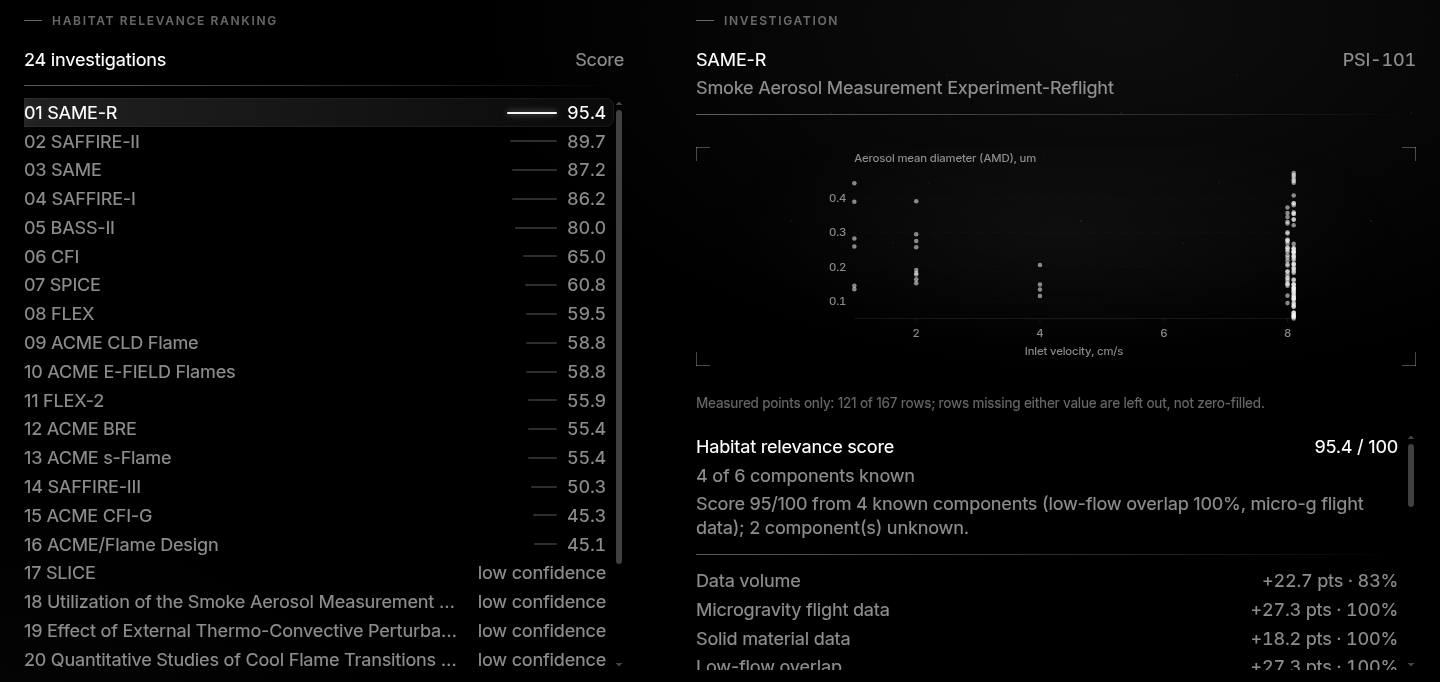 HABITAT RELEVANCE RANKING
24 investigations Score
01 SAME-R 95.4
02 SAFFIRE-II 89.7
03 SAME 87.2
04 SAFFIRE-I 86.2
05 BASS-II 80.0
06 CFI 65.0
07 SPICE 60.8
08 FLEX 59.5
09 ACME CLD Flame 58.8
10 ACME E-FIELD Flames 58.8
11 FLEX-2 55.9
12 ACME BRE 55.4
13 ACME s-Flame 55.4
14 SAFFIRE-III 50.3
15 ACME CFI-G 45.3
16 ACME/Flame Design 45.1
17 SLICE low confidence
18 Utilization of the Smoke Aerosol Measurement ... low confidence
19 Effect of External Thermo-Convective Perturba... low confidence
20 Quantitative Studies of Cool Flame Transitions ... low confidence
INVESTIGATION
SAME-R PSI-101
Smoke Aerosol Measurement Experiment-Reflight
Aerosol mean diameter (AMD), um
0.4
0.3
0.2
0.1
2 4 6 8
Inlet velocity, cm/s
Measured points only: 121 of 167 rows; rows missing either value are left out, not zero-filled.
Habitat relevance score 95.4 / 100
4 of 6 components known
Score 95/100 from 4 known components (low-flow overlap 100%, micro-g flight
data); 2 component(s) unknown.
Data volume +22.7 pts · 83%
Microgravity flight data +27.3 pts · 100%
Solid material data +18.2 pts · 100%
Low-flow overlap +27.3 pts · 100%